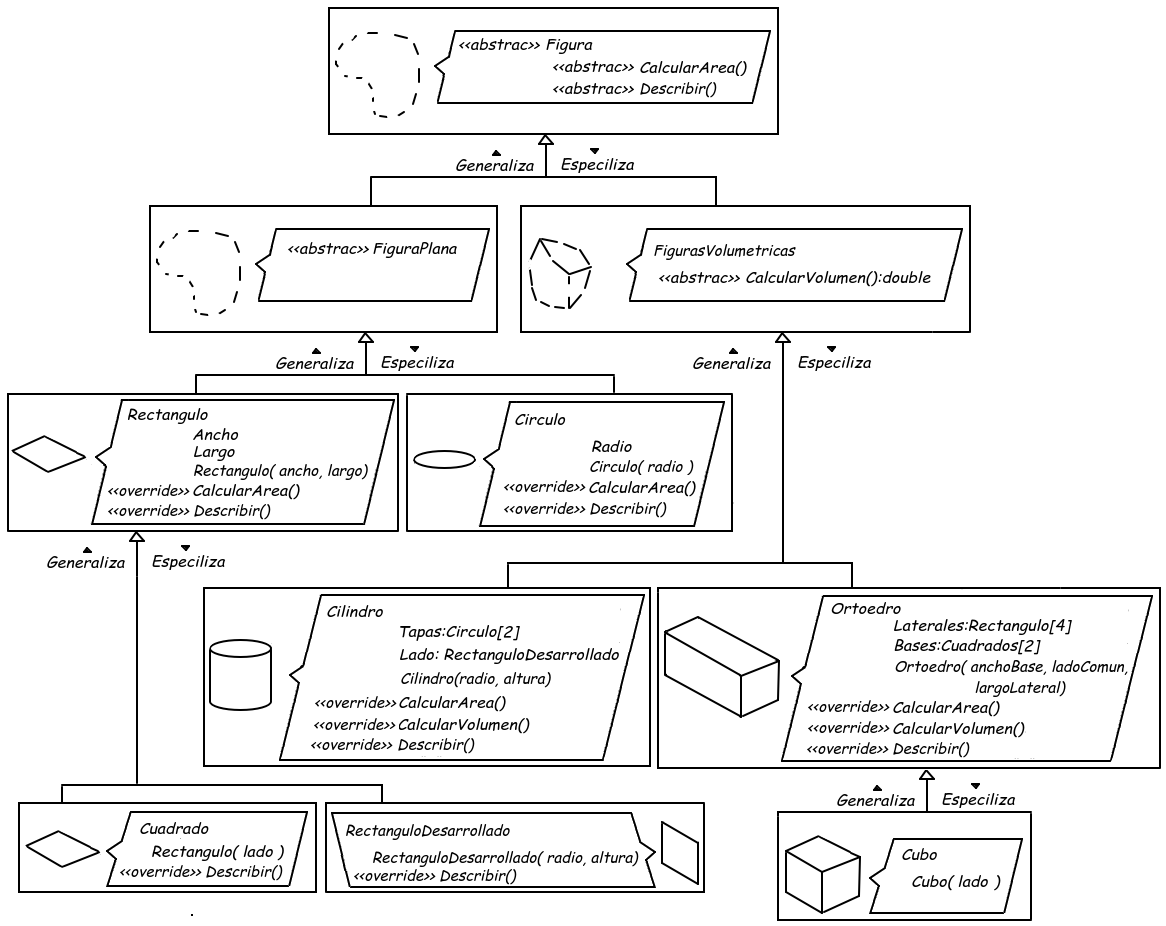 <<abstrac>> Figura
<<abstrac>> CalcularArea()
<<abstrac>> Describir()
Generaliza
Especiliza
<<abstrac>> FiguraPlana
FigurasVolumetricas
<<abstrac>> CalcularVolumen():double
Generaliza
Especiliza
Generaliza
Especiliza
Rectangulo
Ancho
Largo
Rectangulo( ancho, largo)
<<override>> CalcularArea()
<<override>> Describir()
Circulo
Radio
Circulo( radio )
<<override>> CalcularArea()
<<override>> Describir()
Generaliza
Especiliza
Cilindro
Tapas:Circulo[2]
Lado: RectanguloDesarrollado
Cilindro(radio, altura)
<<override>> CalcularArea()
<<override>> CalcularVolumen()
<<override>> Describir()
Ortoedro
Laterales:Rectangulo[4]
Bases:Cuadrados[2]
Ortoedro( anchoBase, ladoComun,
largoLateral)
<<override>> CalcularArea()
<<override>> CalcularVolumen()
<<override>> Describir()
Generaliza
Especiliza
Cuadrado
Rectangulo( lado )
<<override>> Describir()
RectanguloDesarrollado
RectanguloDesarrollado( radio, altura)
<<override>> Describir()
Cubo
Cubo( lado )